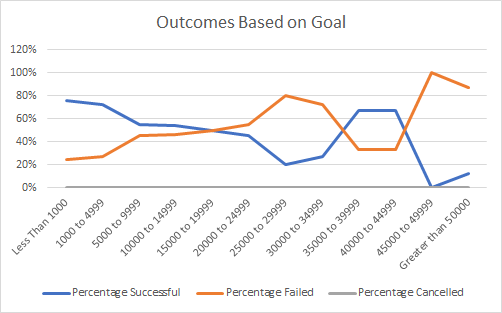 Outcomes Based on Goal
120%
100%
80%
60%
40%
20%
0%
Less Than 1000
1000 to 4999
5000 to 9999
10000 to 14999
15000 to 19999
20000 to 24999
25000 to 29999
30000 to 34999
35000 to 39999
40000 to 44999
45000 to 49999
Greater than 50000
Percentage Successful
Percentage Failed
Percentage Cancelled